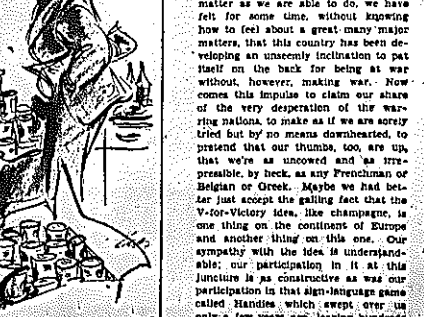 matter as we are able to do, we have
felt for some time, without knowing
how to feel about a great many major
matters, that this country has been de-
veloping an unseemly inclination to pat
itself on the back for being at war
without, however, making war. Now
comes this impulse to claim our share
of the very desperation of the war-
ring nations, to make as if we are sorely
tried but by no means downhearted, to
pretend that our thumbs, too, are up,
that we're as uncowed and as irre-
pressible, by heck, as any Frenchman or
Belgian or Greek. Maybe we had bet-
ter just accept the galling fact that the
V-for-Victory idea, like champagne, is
one thing on the continent of Europe
and another thing on this one. Our
sympathy with the idea is understand-
able; our participation in it at this
juncture is as constructive as was our
participation in that sign-language game
called Handies which swept over us
only a few years ago, leaving hundreds